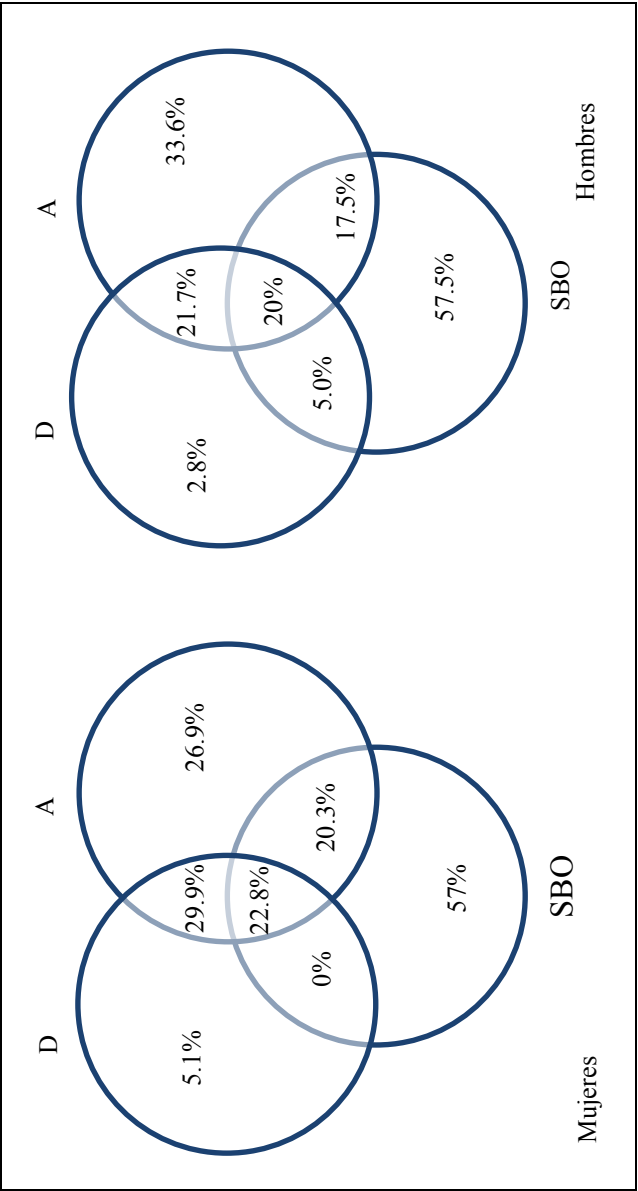 D
A
5.1%
29.9%
26.9%
22.8%
0%
20.3%
57%
SBO
Mujeres
D
A
2.8%
21.7%
33.6%
20%
5.0%
17.5%
57.5%
SBO
Hombres